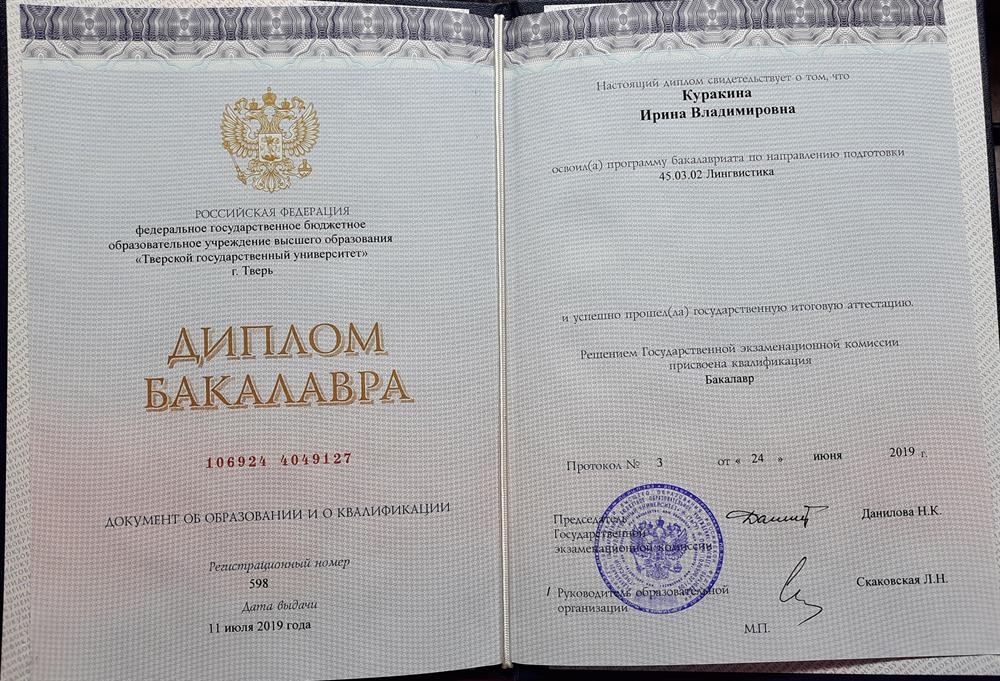 РОССИЙСКАЯ ФЕДЕРАЦИЯ
федеральное государственное бюджетное
образовательное учреждение высшего образования
«Тверской государственный университет»
г. Тверь
ДИПЛОМ
БАКАЛАВРА
106924 4049127
ДОКУМЕНТ ОБ ОБРАЗОВАНИИ И О КВАЛИФИКАЦИИ
Регистрационный номер
598
Дата выдачи
11 июля 2019 года
Настоящий диплом свидетельствует о том, что
Куракина
Ирина Владимировна
освоил(а) программу бакалавриата по направлению подготовки
45.03.02 Лингвистика
и успешно прошел(ла) государственную итоговую аттестацию.
Решением Государственной экзаменационной комиссии
присвоена квалификация
Бакалавр
Протокол № 3 от « 24 » июня 2019 г.
Председатель
Государственной
экзаменационной комиссии
Данилова Н.К.
/ Руководитель образовательной
организации
Скаковская Л.Н.
М.П.